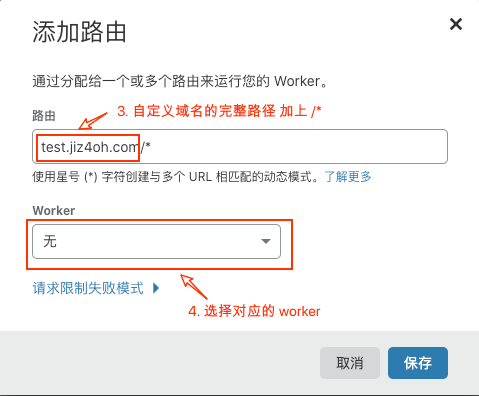 添加路由
×
通过分配给一个或多个路由来运行您的 Worker。
路由
3. 自定义域名的完整路径 加上 /*
test.jiz4oh.com/*
使用星号 (*) 字符创建与多个 URL 相匹配的动态模式。了解更多
Worker
无
请求限制失败模式
4. 选择对应的 worker
取消
保存